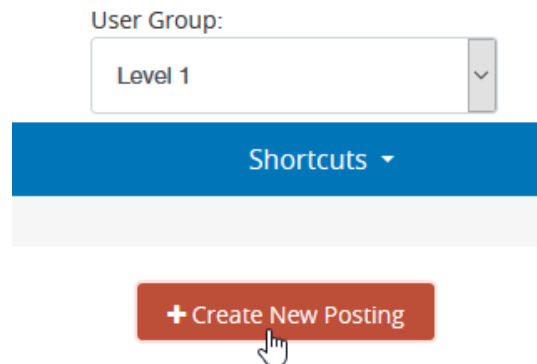 User Group:
Level 1
Shortcuts
+ Create New Posting